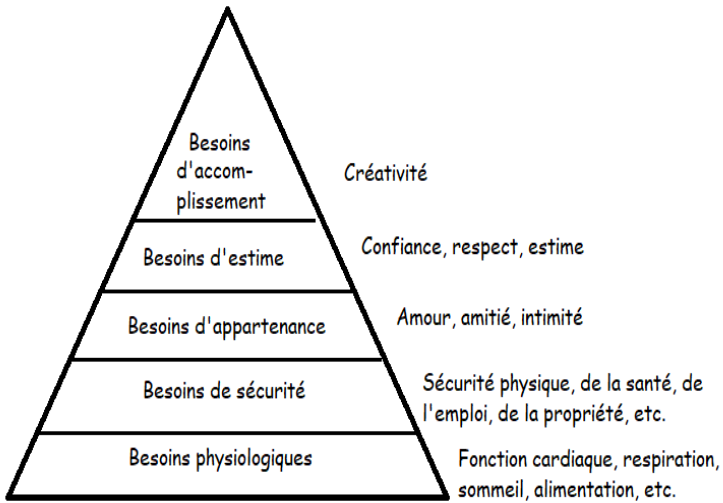 Besoins
d'accom-
plissement
Créativité
Besoins d'estime
Confiance, respect, estime
Besoins d'appartenance
Amour, amitié, intimité
Besoins de sécurité
Sécurité physique, de la santé, de
l'emploi, de la propriété, etc.
Besoins physiologiques
Fonction cardiaque, respiration,
sommeil, alimentation, etc.